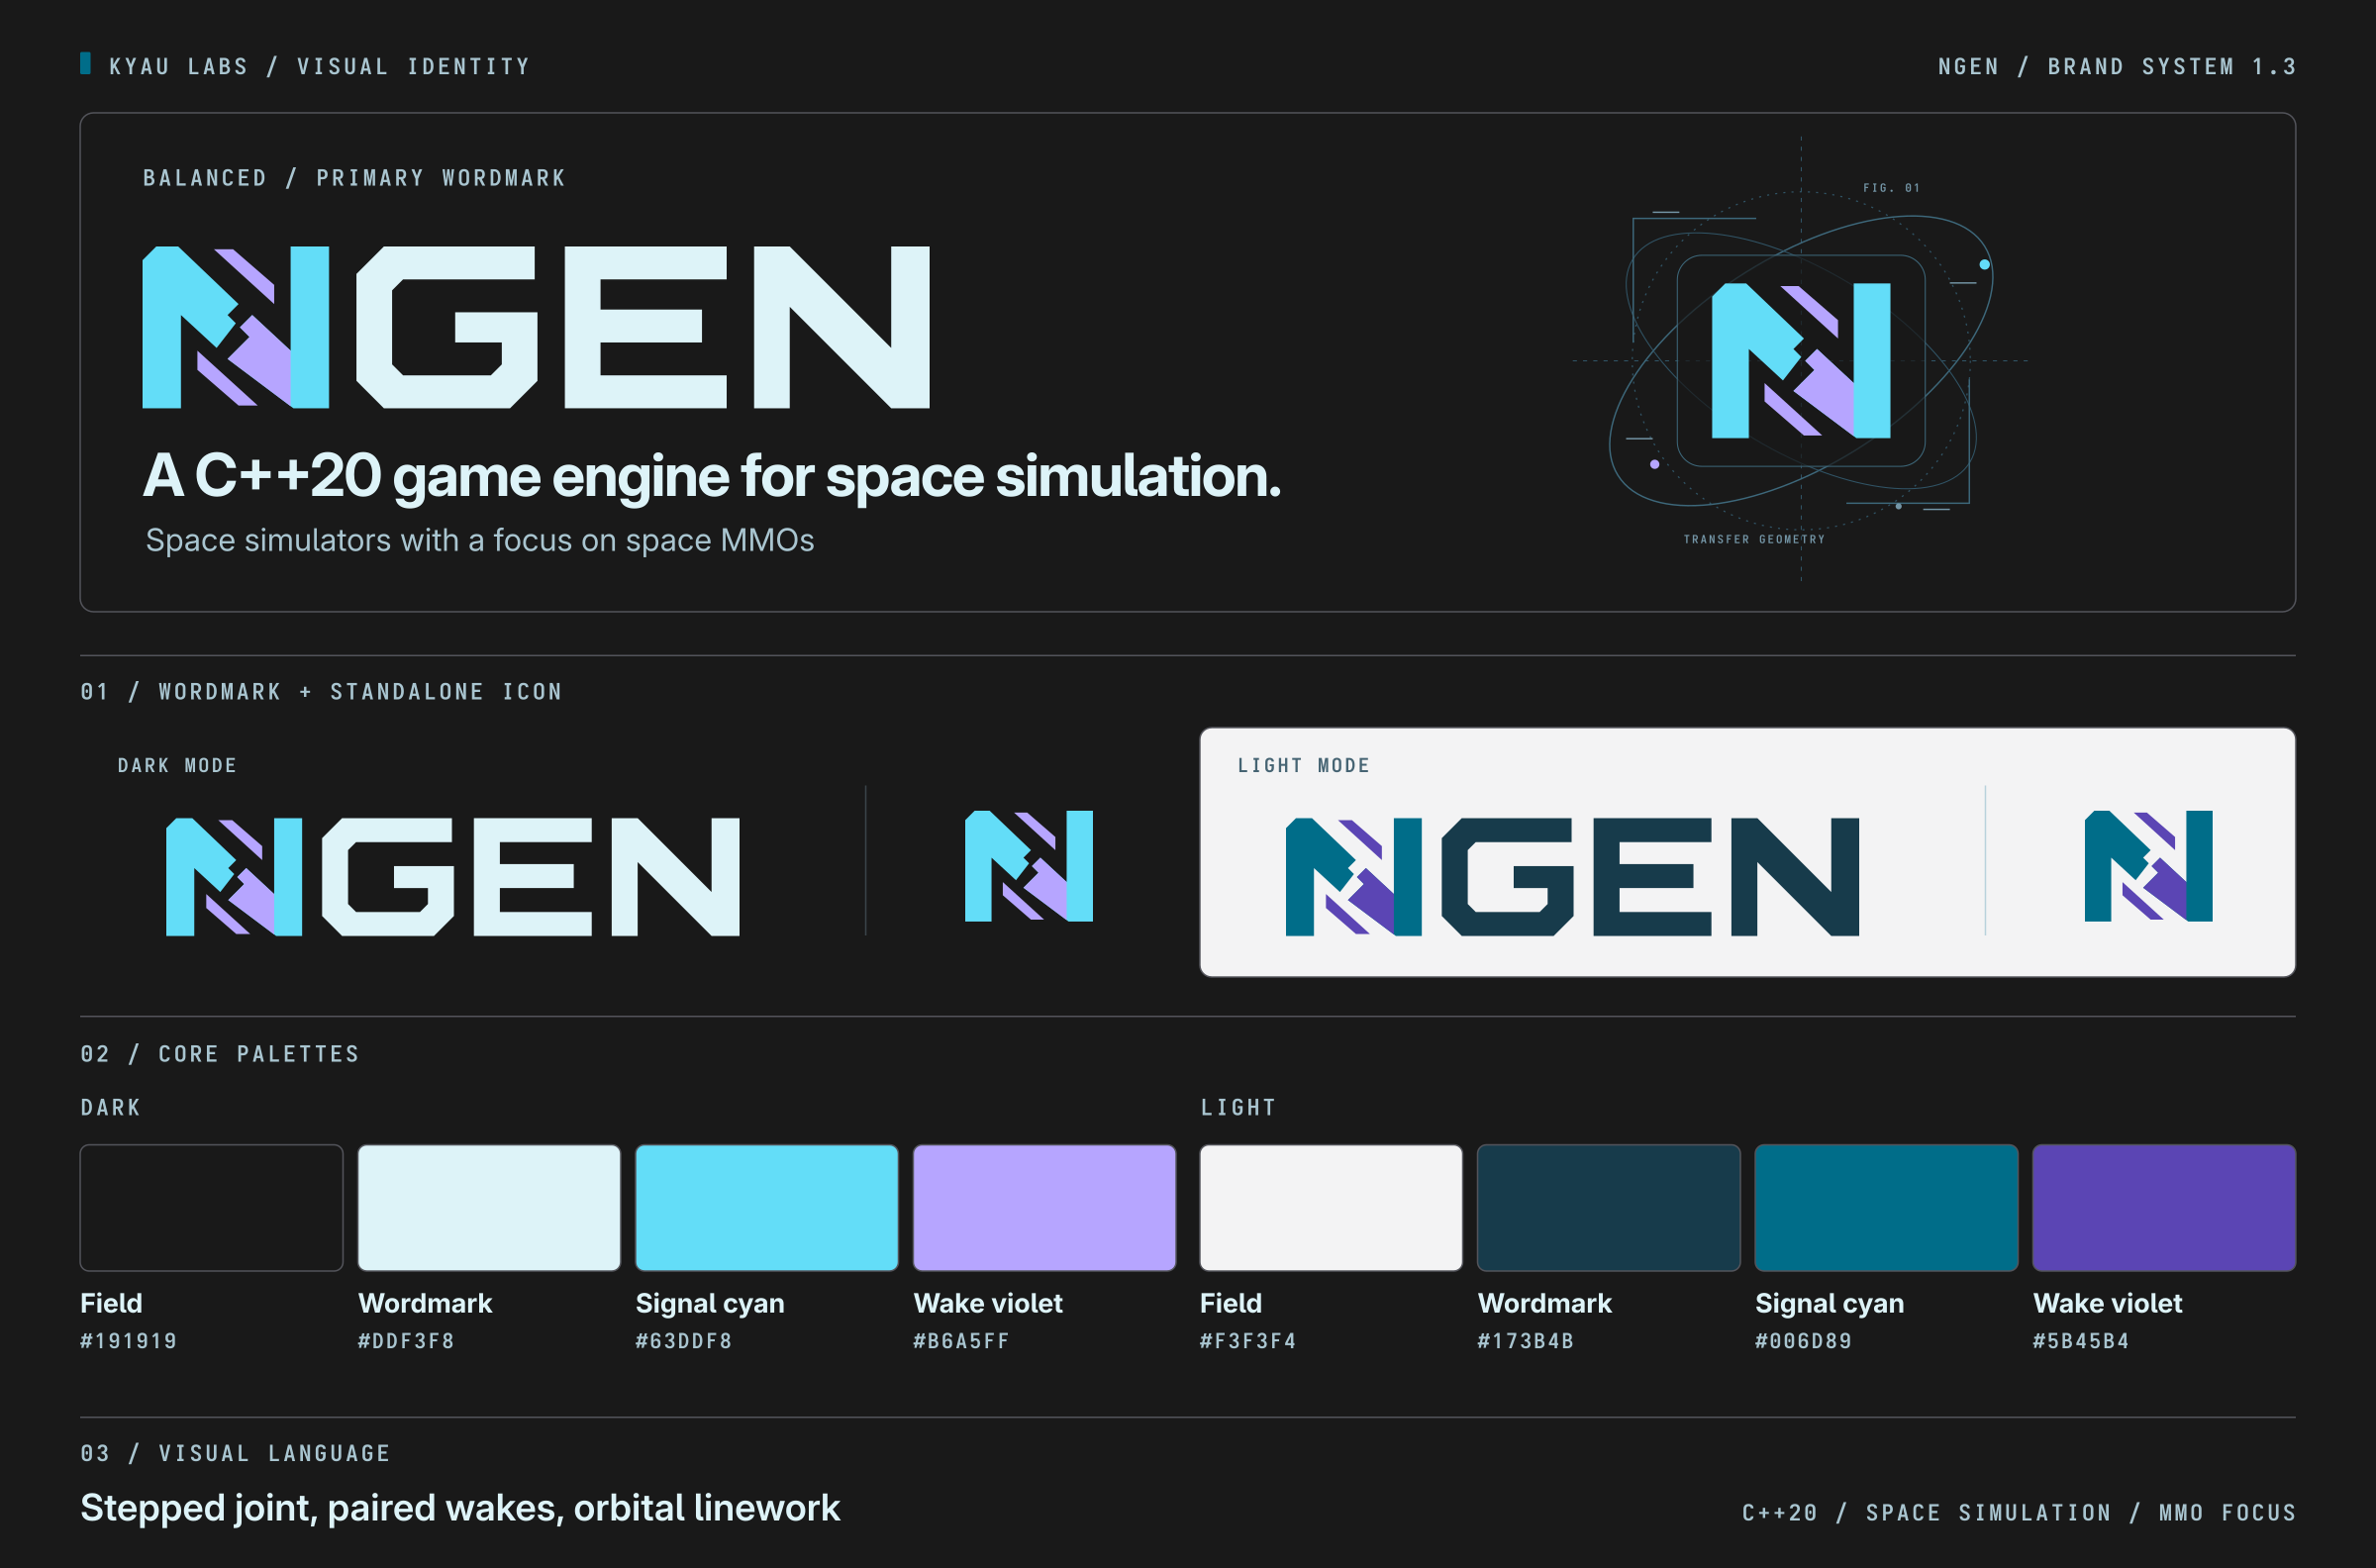 KYAU LABS / VISUAL IDENTITY
NGEN / BRAND SYSTEM 1.3
BALANCED / PRIMARY WORDMARK
NGEN
A C++20 game engine for space simulation.
Space simulators with a focus on space MMOs
FIG. 01
N
TRANSFER GEOMETRY
01 / WORDMARK + STANDALONE ICON
DARK MODE
NGEN
N
LIGHT MODE
NGEN
N
02 / CORE PALETTES
DARK
Field
#191919
Wordmark
#DDF3F8
Signal cyan
#63DDF8
Wake violet
#B6A5FF
LIGHT
Field
#F3F3F4
Wordmark
#173B4B
Signal cyan
#006D89
Wake violet
#5B45B4
03 / VISUAL LANGUAGE
Stepped joint, paired wakes, orbital linework
C++20 / SPACE SIMULATION / MMO FOCUS